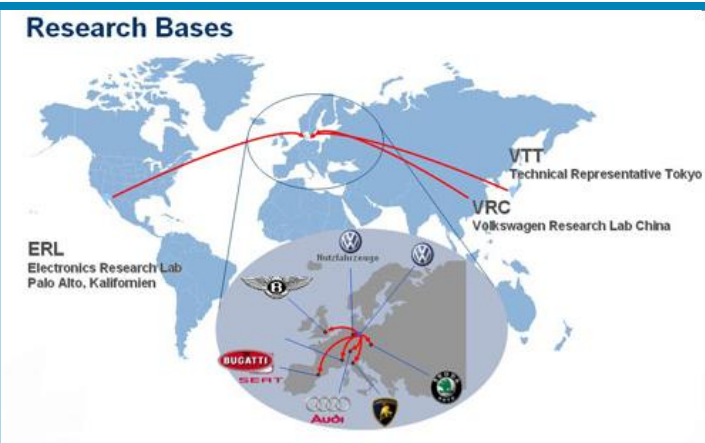 Research Bases
VTT
Technical Representative Tokyo
VRC
Volkswagen Research Lab China
ERL
Electronics Research Lab
Palo Alto, Kalifornien
Nutzfahrzeuge
B
BUGATTI
SEAT
Audi